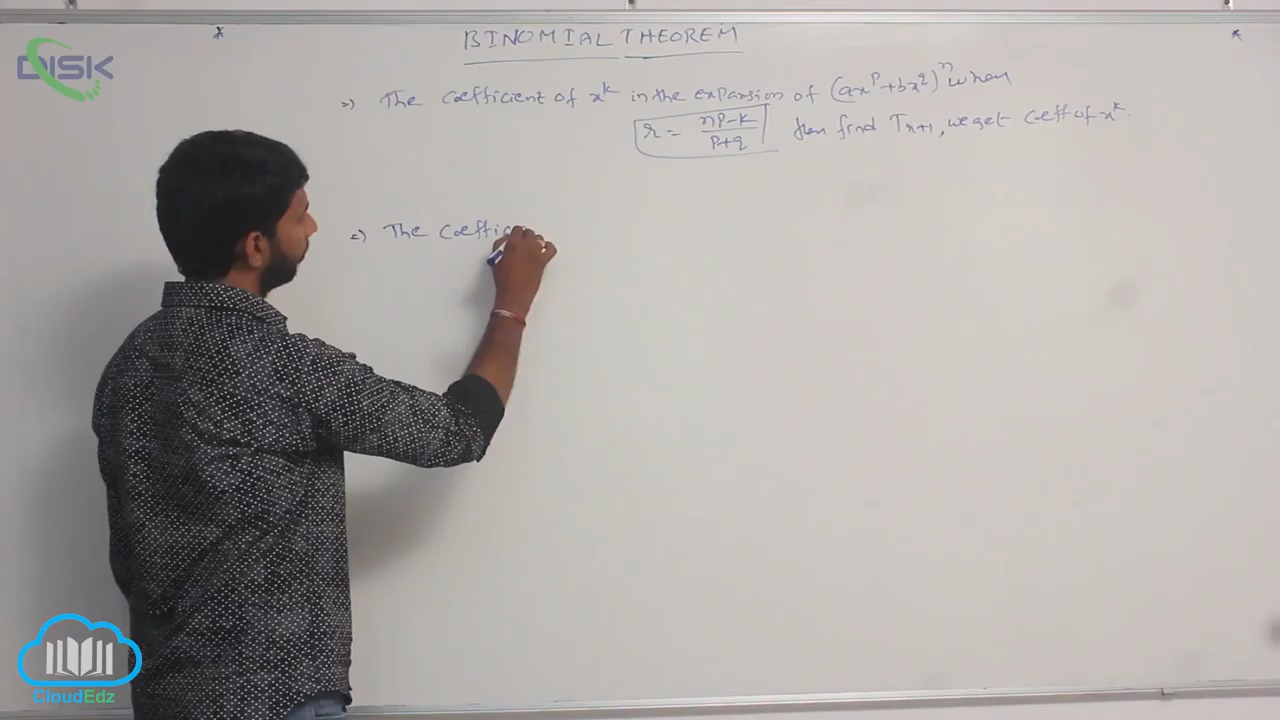 DISK
BINOMIAL THEOREM
=) The coefficient of x^k in the expansion of (ax^p + bx^q)^n when
r = np-k / p+q then find T_{r+1}, we get coeff of x^k.
=) The coeffic
CloudEdz